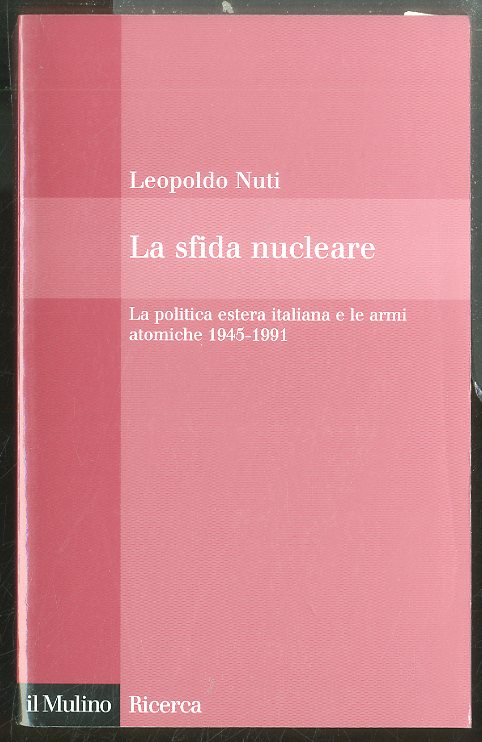 Leopoldo Nuti
La sfida nucleare
La politica estera italiana e le armi
atomiche 1945-1991
il Mulino Ricerca